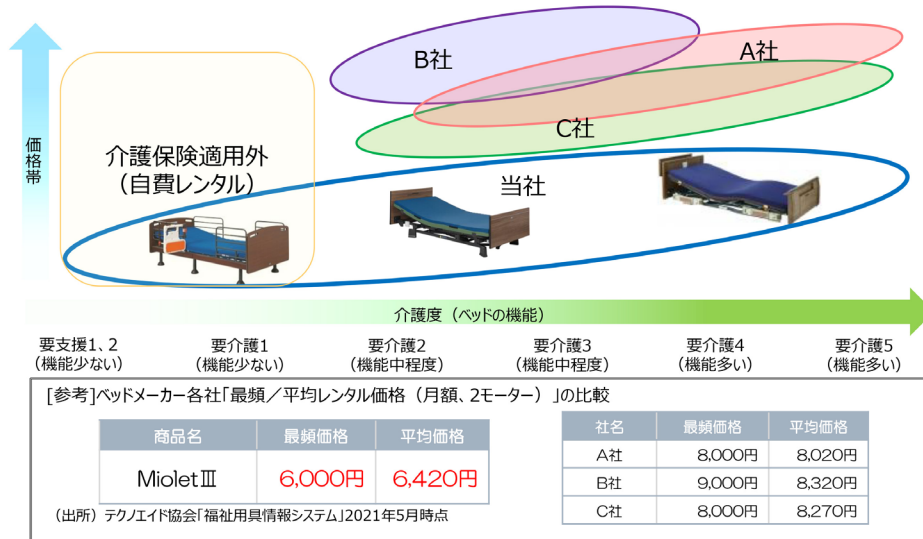 価格帯
B社
A社
C社
介護保険適用外
（自費レンタル）
当社
介護度（ベッドの機能）
要支援1、2
（機能少ない）
要介護1
（機能少ない）
要介護2
（機能中程度）
要介護3
（機能中程度）
要介護4
（機能多い）
要介護5
（機能多い）
[参考]ベッドメーカー各社「最頻／平均レンタル価格（月額、2モーター）」の比較
商品名 最頻価格 平均価格
MioletⅢ 6,000円 6,420円
（出所）テクノエイド協会「福祉用具情報システム」2021年5月時点
社名 最頻価格 平均価格
A社 8,000円 8,020円
B社 9,000円 8,320円
C社 8,000円 8,270円